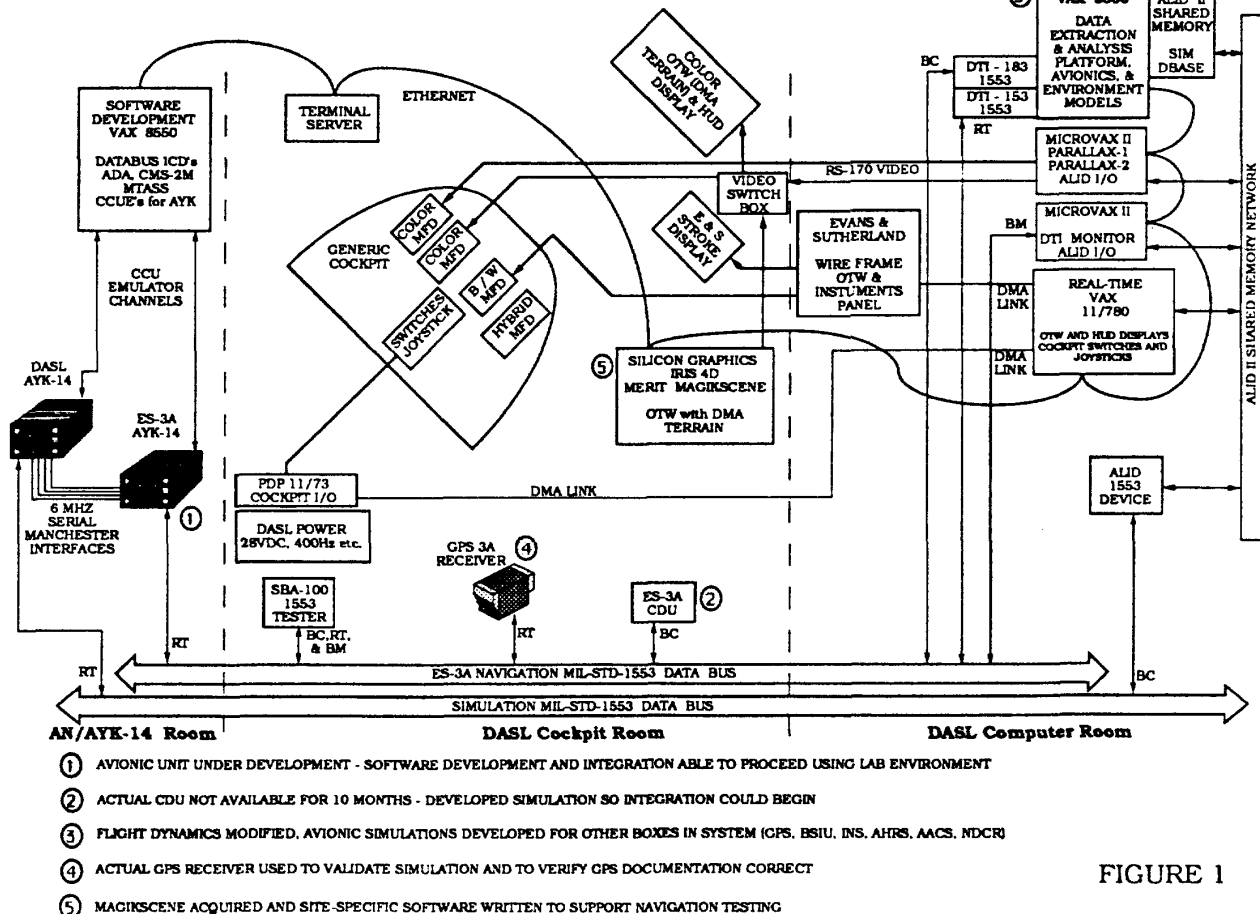 SOFTWARE
DEVELOPMENT
VAX 8550
DATABUS ICD's
ADA, CMS-2M
MTASS
CCUE's for AYK
TERMINAL
SERVER
ETHERNET
COLOR
OTW (DMA
TERRAIN) & HUD
DISPLAY
BC
DTI - 183
1553
DTI - 153
1553
RT
DATA
EXTRACTION
& ANALYSIS
PLATFORM,
AVIONICS, &
ENVIRONMENT
MODELS
SHARED
MEMORY
SIM
DBASE
MICROVAX II
PARALLAX-1
PARALLAX-2
ALID I/O
RS-170 VIDEO
VIDEO
SWITCH
BOX
COLOR
MFD
COLOR
MFD
B / W
MFD
HYBRID
MFD
SWITCHES
JOYSTICK
GENERIC
COCKPIT
E & S
STROKE
DISPLAY
EVANS &
SUTHERLAND
WIRE FRAME
OTW &
INSTUMENTS
PANEL
BM
MICROVAX II
DTI MONITOR
ALID I/O
DMA
LINK
REAL-TIME
VAX
11/780
OTW AND HUD DISPLAYS
COCKPIT SWITCHES AND
JOYSTICKS
DMA
LINK
ALID II SHARED MEMORY NETWORK
CCU
EMULATOR
CHANNELS
DASL
AYK-14
ES-3A
AYK-14
1
6 MHZ
SERIAL
MANCHESTER
INTERFACES
5
SILICON GRAPHICS
IRIS 4D
MERIT MAGIKSCENE
OTW with DMA
TERRAIN
PDP 11/73
COCKPIT I/O
DMA LINK
DASL POWER
28VDC, 400Hz etc.
ALID
1553
DEVICE
SBA-100
1553
TESTER
BC,RT,
& BM
GPS 3A
RECEIVER
4
RT
ES-3A
CDU
2
BC
RT
RT
BC
ES-3A NAVIGATION MIL-STD-1553 DATA BUS
SIMULATION MIL-STD-1553 DATA BUS
AN/AYK-14 Room
DASL Cockpit Room
DASL Computer Room
1 AVIONIC UNIT UNDER DEVELOPMENT - SOFTWARE DEVELOPMENT AND INTEGRATION ABLE TO PROCEED USING LAB ENVIRONMENT
2 ACTUAL CDU NOT AVAILABLE FOR 10 MONTHS - DEVELOPED SIMULATION SO INTEGRATION COULD BEGIN
3 FLIGHT DYNAMICS MODIFIED, AVIONIC SIMULATIONS DEVELOPED FOR OTHER BOXES IN SYSTEM (GPS, BSIU, INS, AHRS, AACS, NDCR)
4 ACTUAL GPS RECEIVER USED TO VALIDATE SIMULATION AND TO VERIFY GPS DOCUMENTATION CORRECT
5 MAGIKSCENE ACQUIRED AND SITE-SPECIFIC SOFTWARE WRITTEN TO SUPPORT NAVIGATION TESTING
FIGURE 1